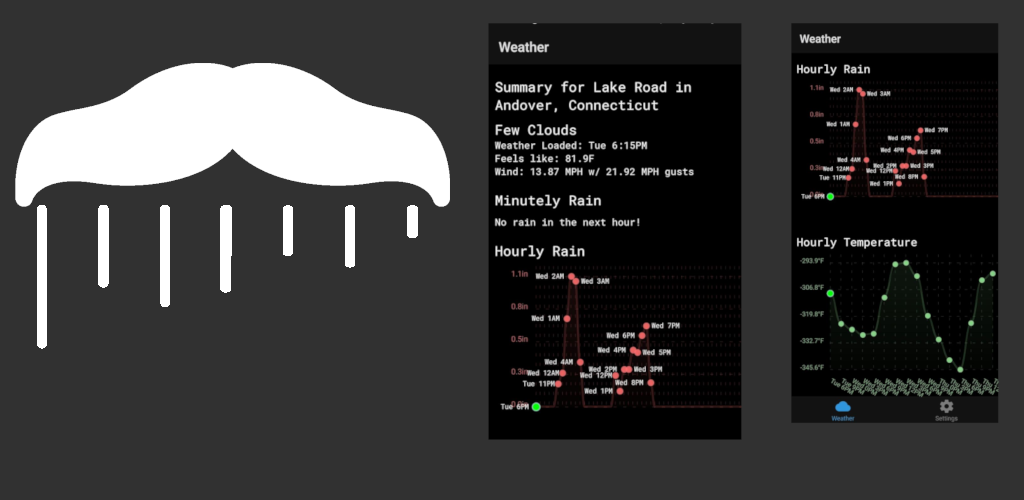 Weather
Summary for Lake Road in
Andover, Connecticut
Few Clouds
Weather Loaded: Tue 6:15PM
Feels like: 81.9F
Wind: 13.87 MPH w/ 21.92 MPH gusts
Minutely Rain
No rain in the next hour!
Hourly Rain
1.1in
Wed 2AM
Wed 3AM
0.8in
Wed 1AM
Wed 7PM
Wed 6PM
0.5in
Wed 4PM
Wed 5PM
Wed 4AM
0.3in
Wed 12AM
Wed 2PM
Wed 3PM
Wed 12PM
Tue 11PM
Wed 8PM
Wed 1PM
Tue 6PM
Weather
Hourly Rain
1.1in
Wed 2AM
Wed 3AM
0.8in
Wed 1AM
Wed 7PM
Wed 6PM
0.5in
Wed 4PM
Wed 5PM
Wed 4AM
0.3in
Wed 2PM
Wed 3PM
Wed 12AM
Wed 12PM
Tue 11PM
Wed 8PM
Wed 1PM
Tue 6PM
Hourly Temperature
-293.9°F
-306.8°F
-319.8°F
-332.7°F
-345.6°F
Weather
Settings